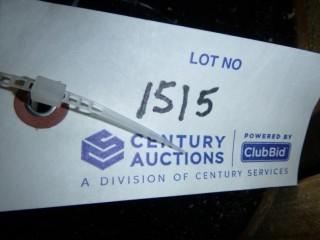 LOT NO
1515
CENTURY AUCTIONS
POWERED BY
ClubBid
A DIVISION OF CENTURY SERVICES